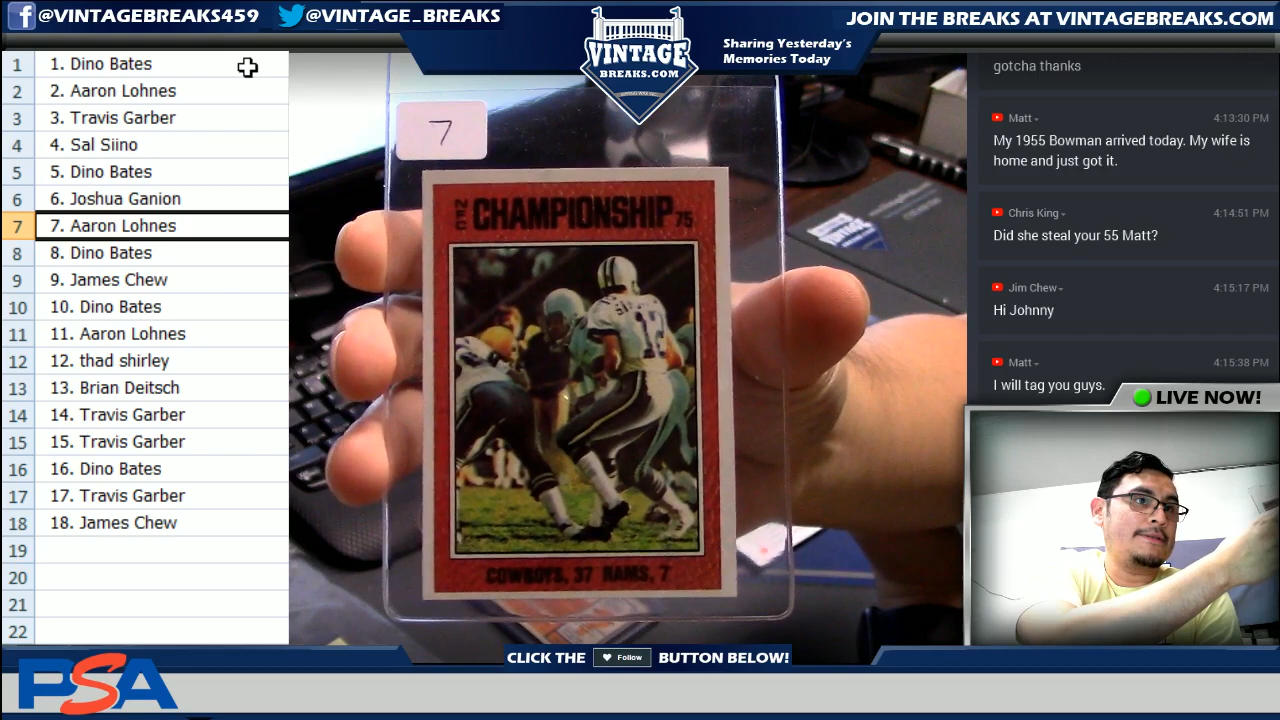 @VINTAGEBREAKS459
@VINTAGE_BREAKS
VINTAGE
BREAKS.COM
Sharing Yesterday's
Memories Today
JOIN THE BREAKS AT VINTAGEBREAKS.COM
1 1. Dino Bates
2 2. Aaron Lohnes
3 3. Travis Garber
4 4. Sal Siino
5 5. Dino Bates
6 6. Joshua Ganion
7 7. Aaron Lohnes
8 8. Dino Bates
9 9. James Chew
10 10. Dino Bates
11 11. Aaron Lohnes
12 12. thad shirley
13 13. Brian Deitsch
14 14. Travis Garber
15 15. Travis Garber
16 16. Dino Bates
17 17. Travis Garber
18 18. James Chew
19
20
21
22
7
NFC CHAMPIONSHIP 75
12
COWBOYS, 37 RAMS, 7
gotcha thanks
Matt 4:13:30 PM
My 1955 Bowman arrived today. My wife is
home and just got it.
Chris King 4:14:51 PM
Did she steal your 55 Matt?
Jim Chew 4:15:17 PM
Hi Johnny
Matt 4:15:38 PM
I will tag you guys.
LIVE NOW!
CLICK THE Follow BUTTON BELOW!
PSA